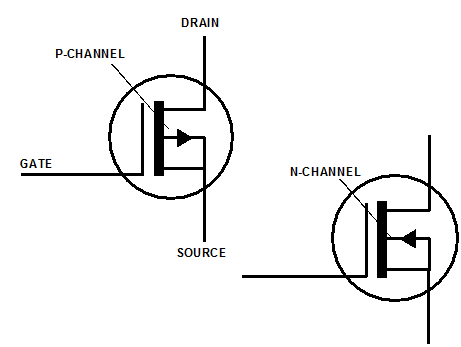 DRAIN
P-CHANNEL
GATE
N-CHANNEL
SOURCE